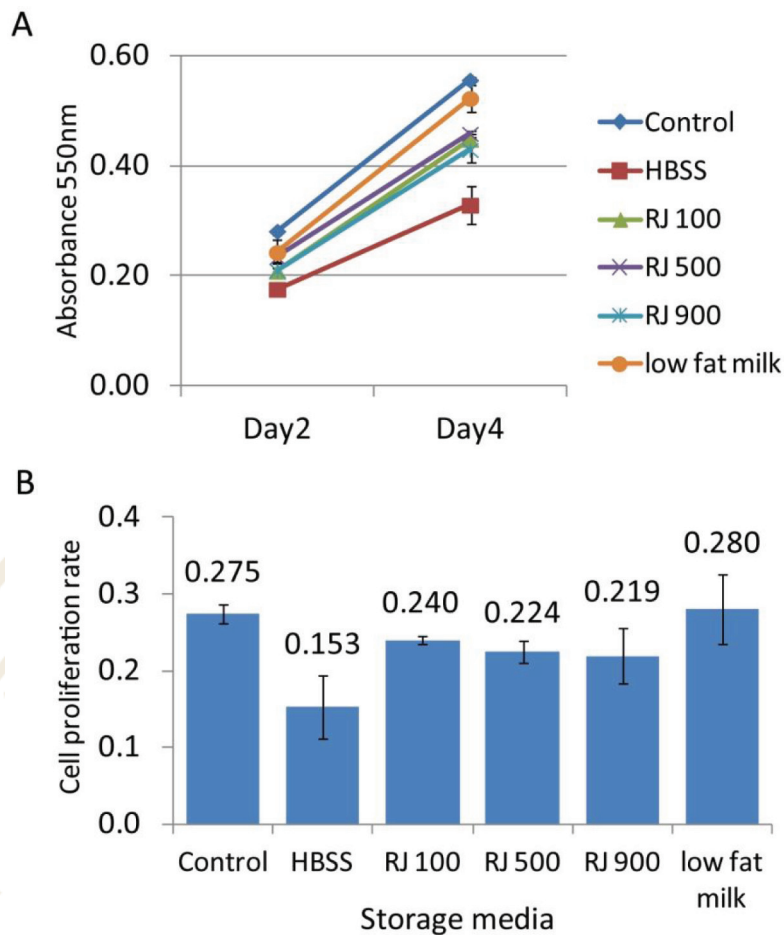 A
Absorbance 550nm
0.60
0.40
0.20
0.00
Day2 Day4
Control
HBSS
RJ 100
RJ 500
RJ 900
low fat milk
B
Cell proliferation rate
0.4
0.3
0.2
0.1
0.0
0.275
0.153
0.240
0.224
0.219
0.280
Control HBSS RJ 100 RJ 500 RJ 900 low fat
milk
Storage media